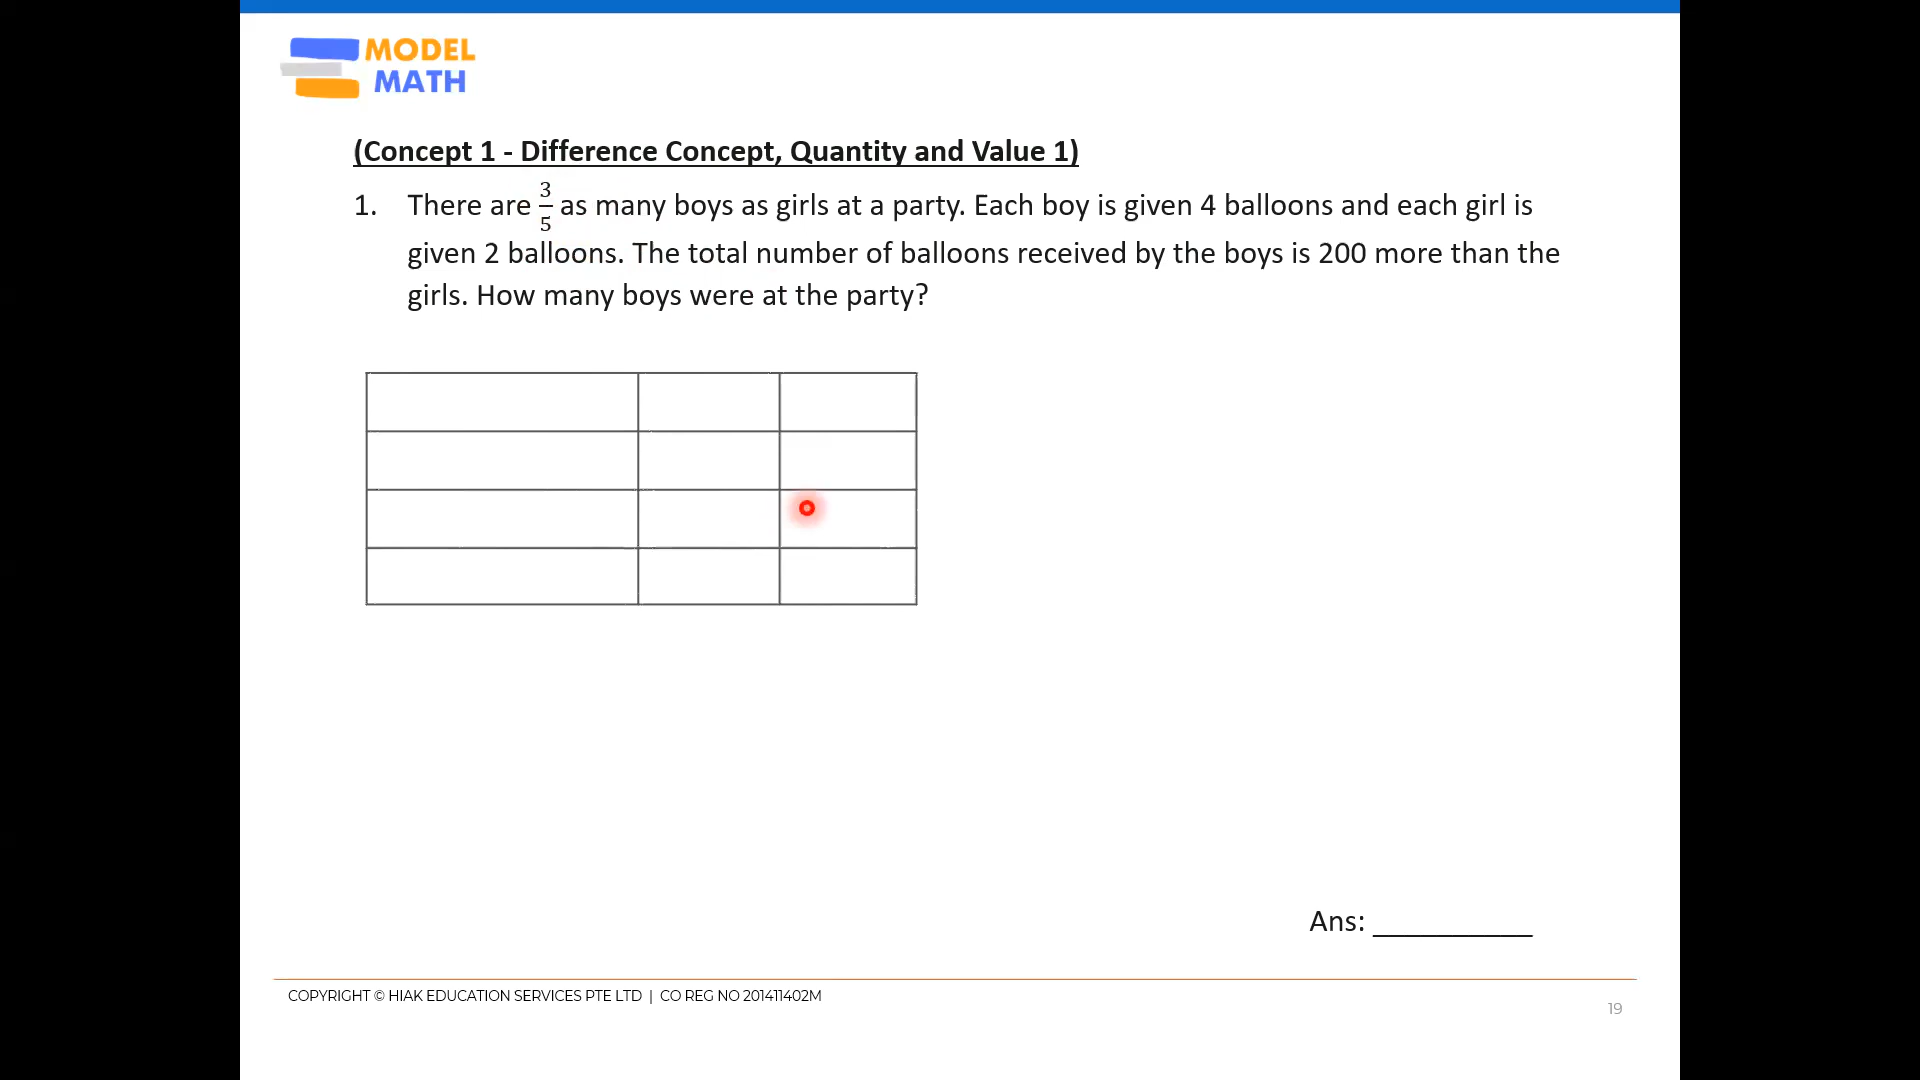 MODEL
MATH
(Concept 1 - Difference Concept, Quantity and Value 1)
1. There are 3/5 as many boys as girls at a party. Each boy is given 4 balloons and each girl is
given 2 balloons. The total number of balloons received by the boys is 200 more than the
girls. How many boys were at the party?
Ans: __________
COPYRIGHT © HIAK EDUCATION SERVICES PTE LTD | CO REG NO 201411402M
19